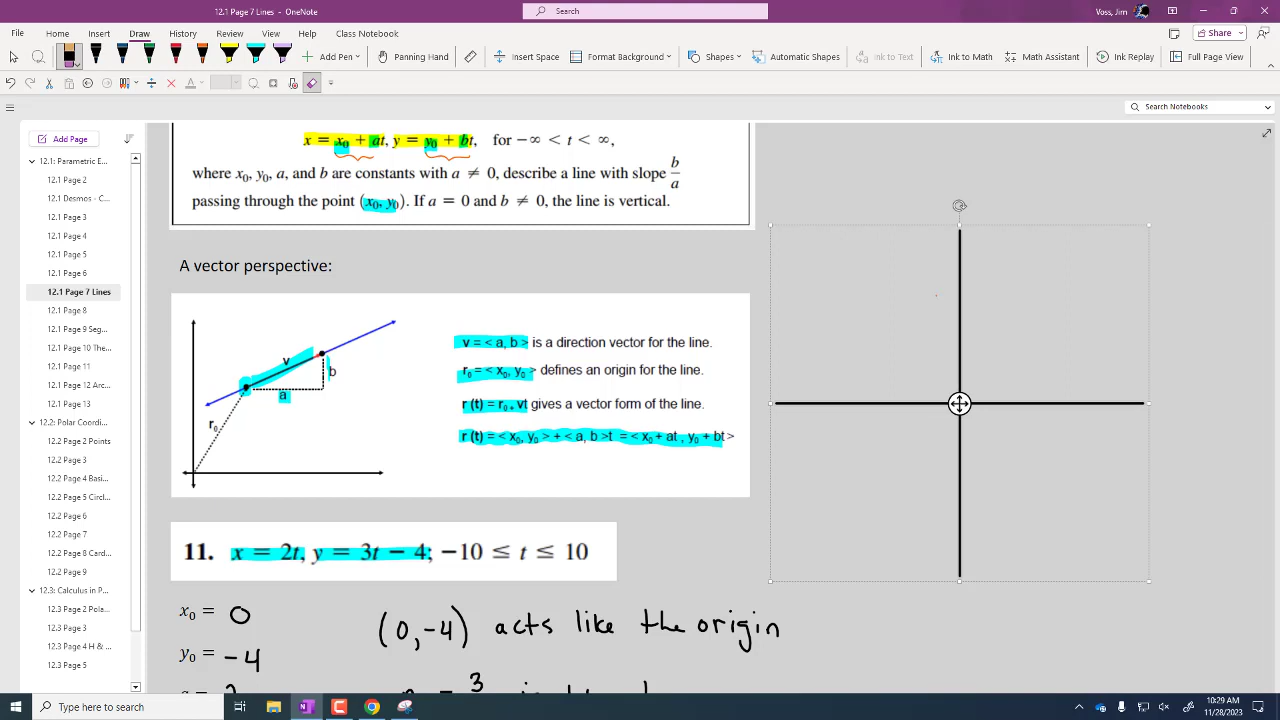 12.1 Page 7 Lines - OneNote
Search
Voss, Jim
File Home Insert Draw History Review View Help Class Notebook
Share
Add Pen
Panning Hand
Insert Space
Format Background
Shapes
Automatic Shapes
Ink to Text
Ink to Math
Math Assistant
Ink Replay
Full Page View
Search Notebooks
Add Page
12.1: Parametric E...
12.1 Page 2
12.1 Desmos - C...
12.1 Page 3
12.1 Page 4
12.1 Page 5
12.1 Page 6
12.1 Page 7 Lines
12.1 Page 8
12.1 Page 9 Seg...
12.1 Page 10 The...
12.1 Page 11
12.1 Page 12 Arc...
12.1 Page 13
12.2: Polar Coordi...
12.2 Page 2 Points
12.2 Page 3
12.2 Page 4 Basi...
12.2 Page 5 Circl...
12.2 Page 6
12.2 Page 7
12.2 Page 8 Card...
12.2 Page 9
12.3: Calculus in P...
12.3 Page 2 Pola...
12.3 Page 3
12.3 Page 4 H & ...
12.3 Page 5
x = x₀ + at, y = y₀ + bt, for −∞ < t < ∞,
where x₀, y₀, a, and b are constants with a ≠ 0, describe a line with slope b/a
passing through the point (x₀, y₀). If a = 0 and b ≠ 0, the line is vertical.
A vector perspective:
v
b
a
r₀
v = < a, b > is a direction vector for the line.
r₀ = < x₀, y₀ > defines an origin for the line.
r (t) = r₀ + vt gives a vector form of the line.
r (t) = < x₀, y₀ > + < a, b >t = < x₀ + at , y₀ + bt >
11. x = 2t, y = 3t − 4; −10 ≤ t ≤ 10
x₀ = 0
(0, -4) acts like the origin
y₀ = -4
Type here to search
10:29 AM
11/28/2023